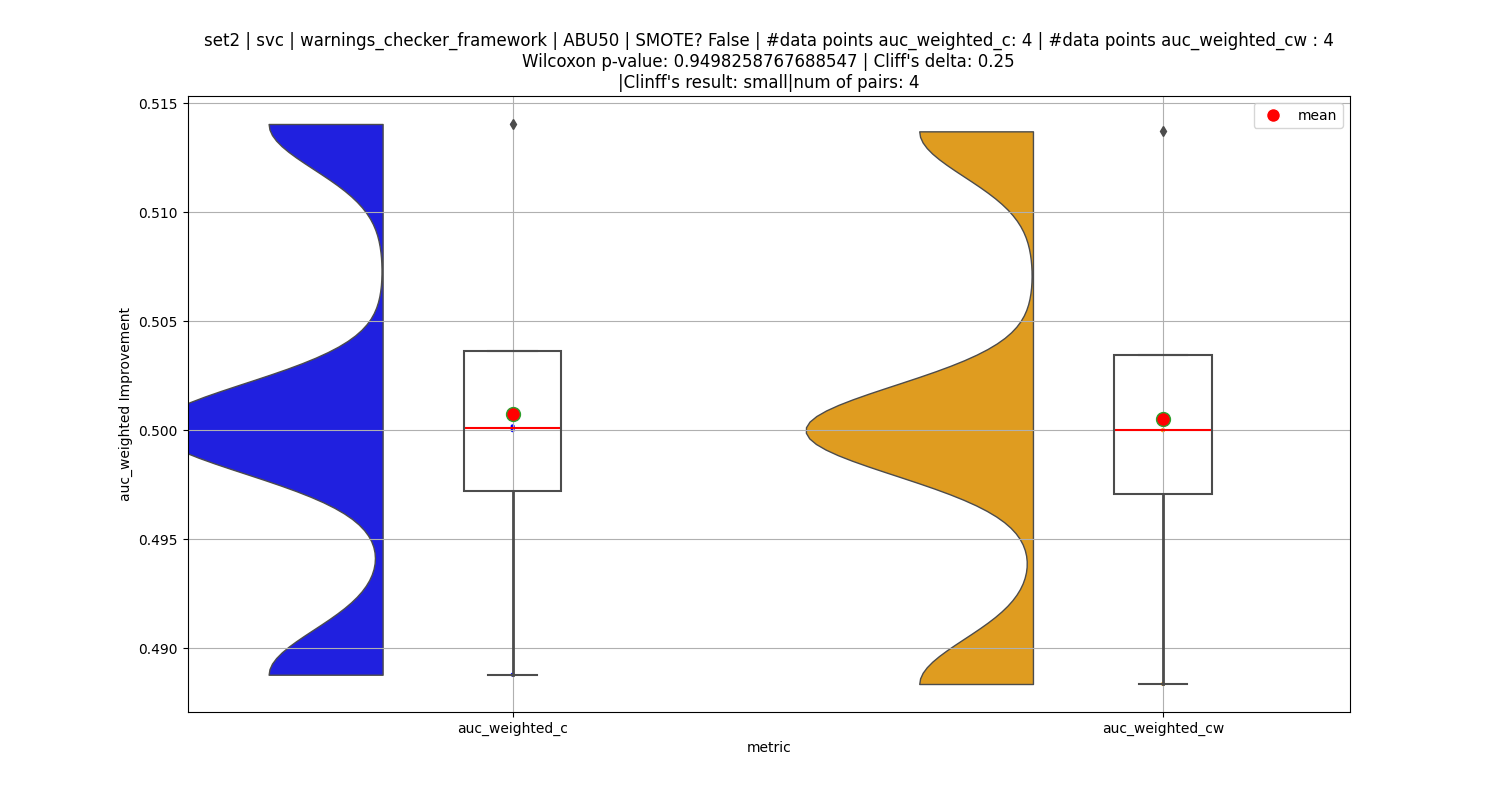 set2 | svc | warnings_checker_framework | ABU50 | SMOTE? False | #data points auc_weighted_c: 4 | #data points auc_weighted_cw : 4
Wilcoxon p-value: 0.9498258767688547 | Cliff's delta: 0.25
|Clinff's result: small|num of pairs: 4
mean
0.515
0.510
0.505
0.500
0.495
0.490
auc_weighted Improvement
auc_weighted_c
auc_weighted_cw
metric